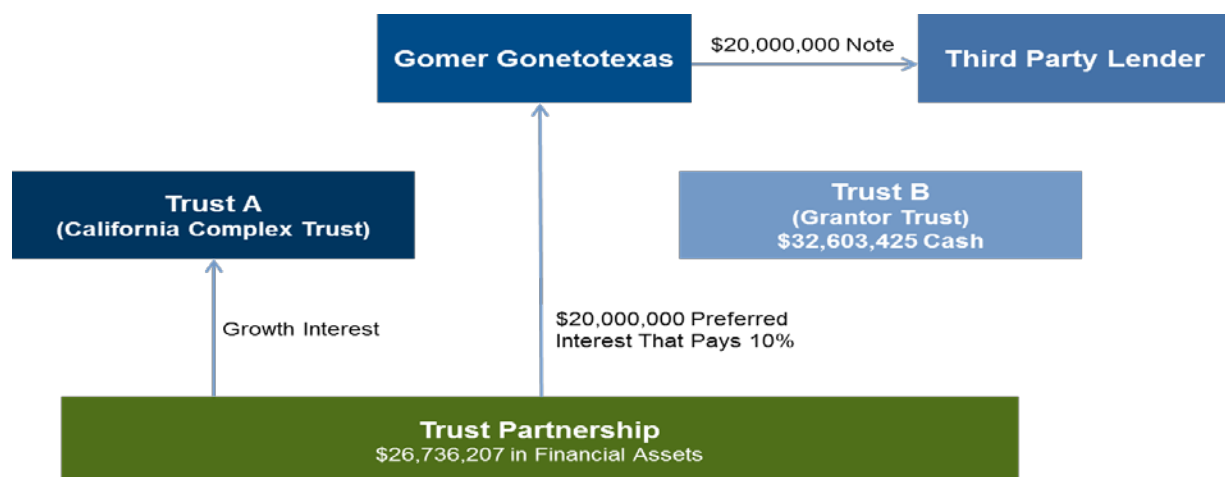 Gomer Gonetotexas
$20,000,000 Note
Third Party Lender
Trust A
(California Complex Trust)
Trust B
(Grantor Trust)
$32,603,425 Cash
Growth Interest
$20,000,000 Preferred
Interest That Pays 10%
Trust Partnership
$26,736,207 in Financial Assets